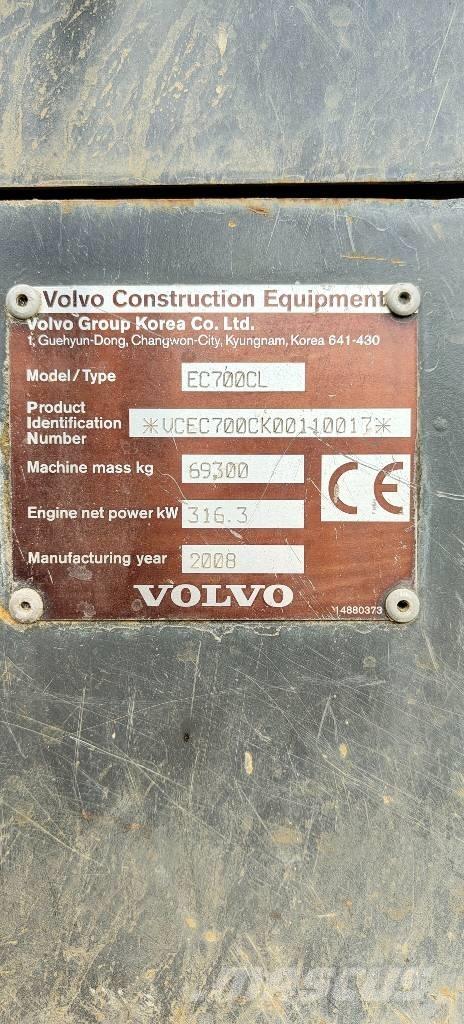 Volvo Construction Equipment
Volvo Group Korea Co. Ltd.
1, Guehyun-Dong, Changwon-City, Kyungnam, Korea 641-430
Model/Type EC700CL
Product
Identification *VCEC700CK00110017*
Number
Machine mass kg 69300
CE
Engine net power kW 316.3
Manufacturing year 2008
VOLVO
14880373
Mascus